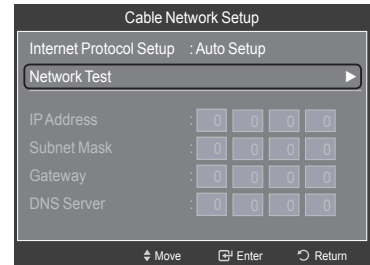 Cable Network Setup
Internet Protocol Setup : Auto Setup
Network Test ►
IP Address : 0 0 0 0
Subnet Mask : 0 0 0 0
Gateway : 0 0 0 0
DNS Server : 0 0 0 0
Move Enter Return